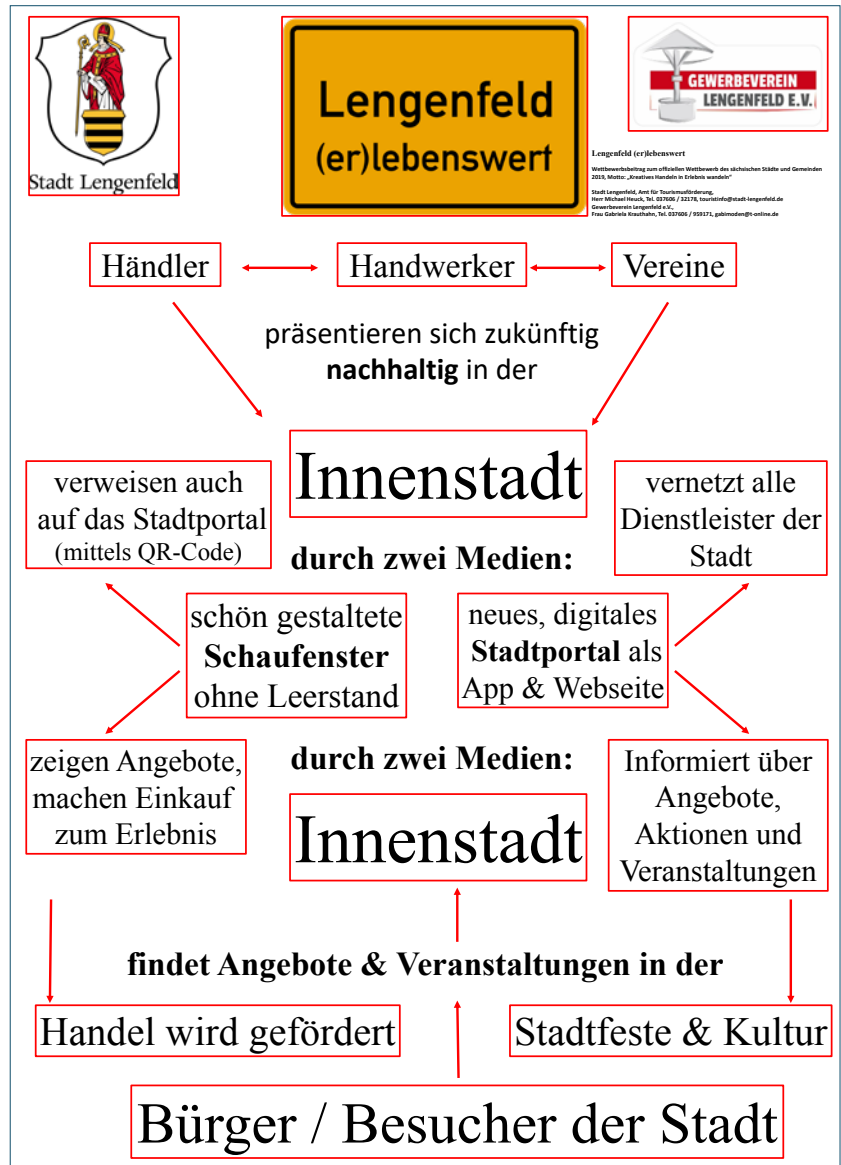 Stadt Lengenfeld
Lengenfeld
(er)lebenswert
GEWERBEVEREIN
LENGENFELD E.V.
Lengenfeld (er)lebenswert
Wettbewerbsbeitrag zum offiziellen Wettbewerb des sächsischen Städte und Gemeinden
2019, Motto: „Kreatives Handeln in Erlebnis wandeln"
Stadt Lengenfeld, Amt für Tourismusförderung,
Herr Michael Heuck, Tel. 037606 / 32178, touristinfo@stadt-lengenfeld.de
Gewerbeverein Lengenfeld e.V.,
Frau Gabriela Krauthahn, Tel. 037606 / 959171, gabimoden@t-online.de
Händler
Handwerker
Vereine
präsentieren sich zukünftig
nachhaltig in der
Innenstadt
verweisen auch
auf das Stadtportal
(mittels QR-Code)
vernetzt alle
Dienstleister der
Stadt
durch zwei Medien:
schön gestaltete
Schaufenster
ohne Leerstand
neues, digitales
Stadtportal als
App & Webseite
zeigen Angebote,
machen Einkauf
zum Erlebnis
durch zwei Medien:
Innenstadt
Informiert über
Angebote,
Aktionen und
Veranstaltungen
findet Angebote & Veranstaltungen in der
Handel wird gefördert
Stadtfeste & Kultur
Bürger / Besucher der Stadt